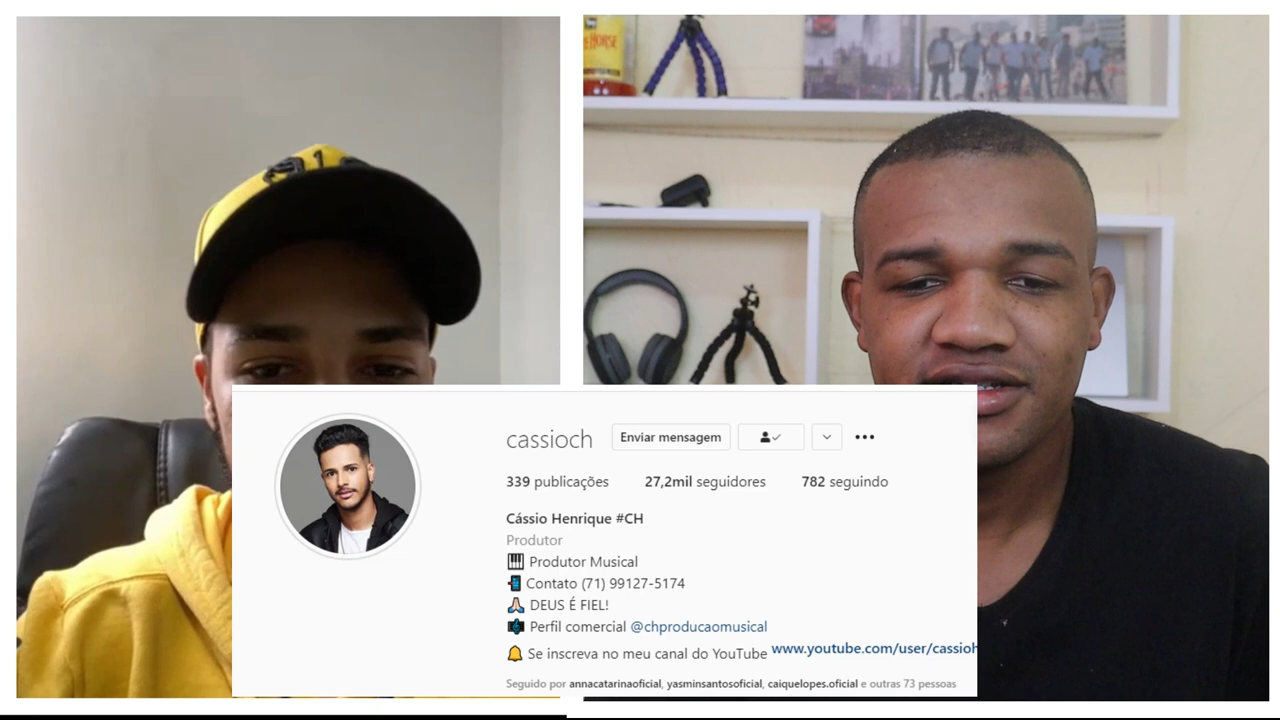 HORSE
cassioch Enviar mensagem
339 publicações 27,2mil seguidores 782 seguindo
Cássio Henrique #CH
Produtor
Produtor Musical
Contato (71) 99127-5174
DEUS É FIEL!
Perfil comercial @chproducaomusical
Se inscreva no meu canal do YouTube www.youtube.com/user/cassioh
Seguido por annacatarinaoficial, yasminsantosoficial, caiquelopes.oficial e outras 73 pessoas